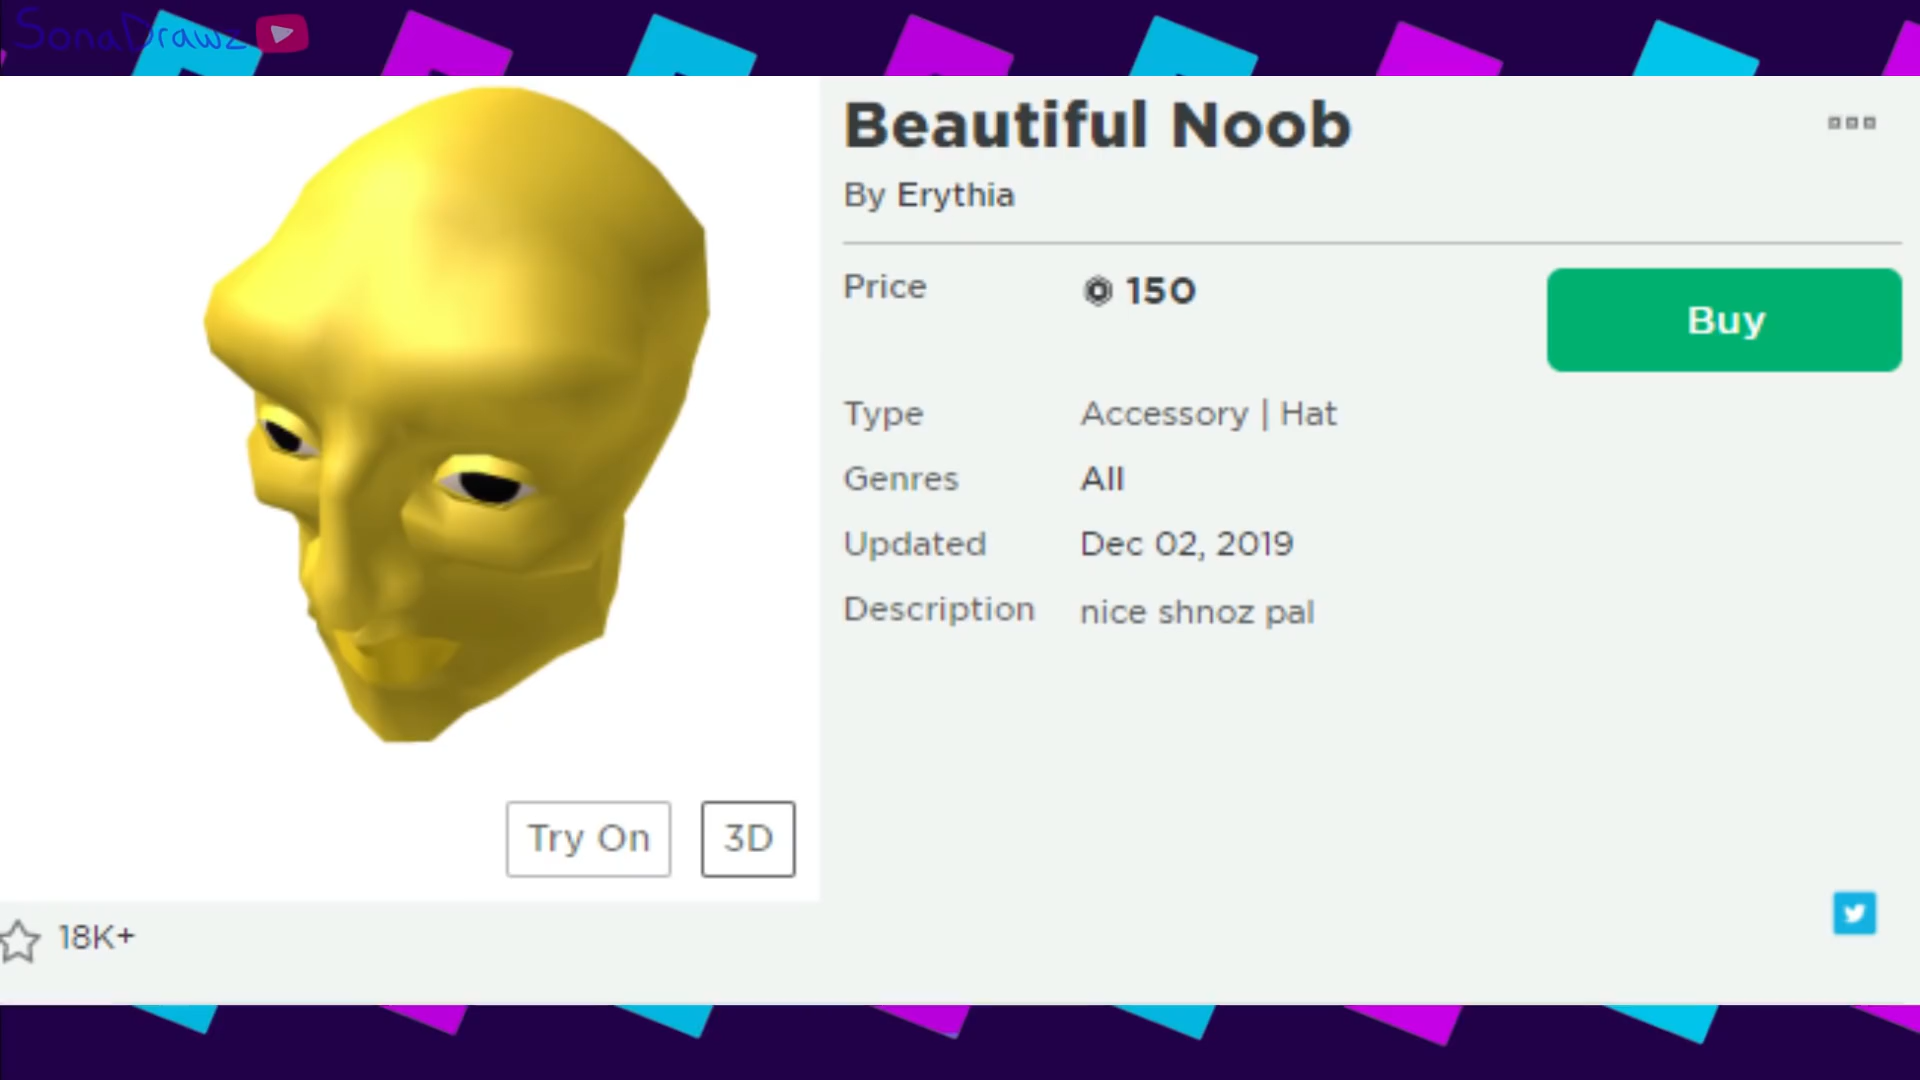 SonaDrawz
Beautiful Noob
By Erythia
Price 150
Buy
Type Accessory | Hat
Genres All
Updated Dec 02, 2019
Description nice shnoz pal
Try On 3D
18K+